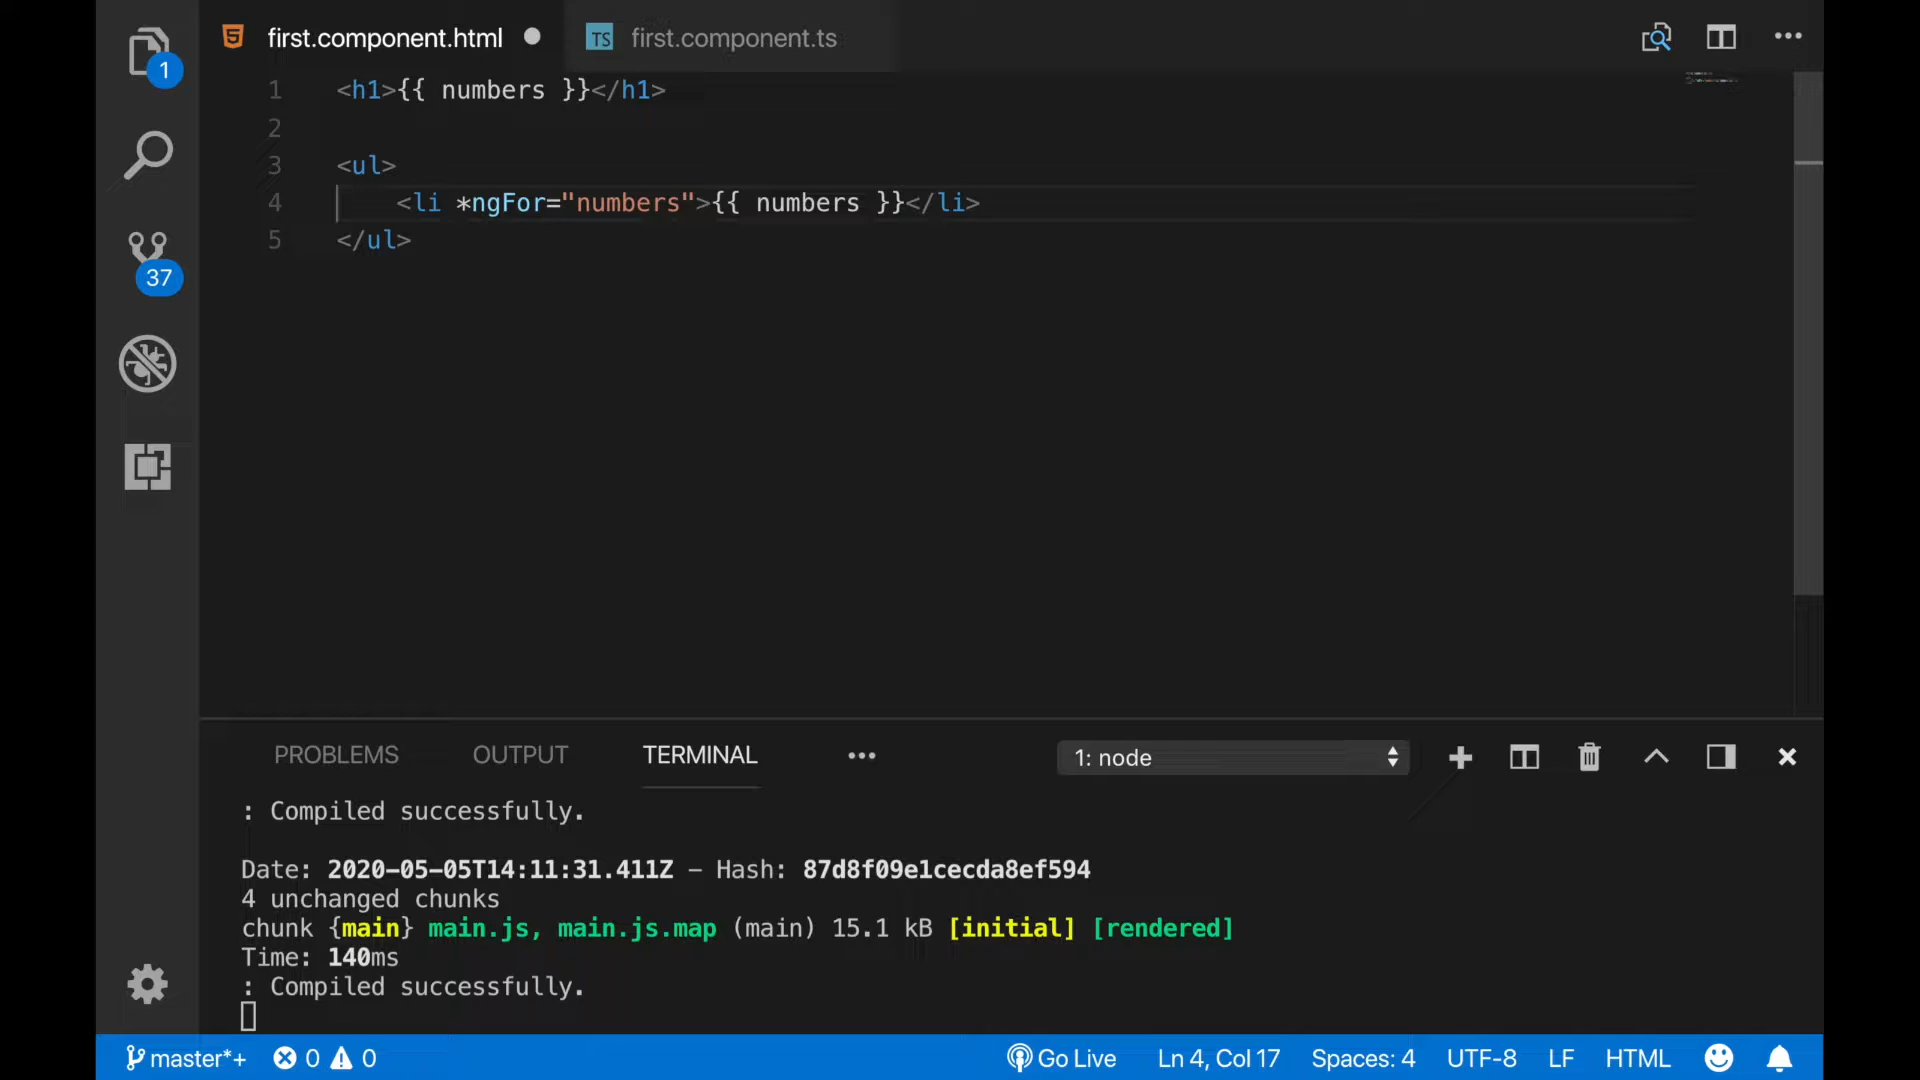 first.component.html
TS first.component.ts
1
1 <h1>{{ numbers }}</h1>
2
3 <ul>
4 <li *ngFor="numbers">{{ numbers }}</li>
5 </ul>
37
PROBLEMS OUTPUT TERMINAL 1: node
: Compiled successfully.
Date: 2020-05-05T14:11:31.411Z – Hash: 87d8f09e1cecda8ef594
4 unchanged chunks
chunk {main} main.js, main.js.map (main) 15.1 kB [initial] [rendered]
Time: 140ms
: Compiled successfully.
master*+ 0 0 Go Live Ln 4, Col 17 Spaces: 4 UTF-8 LF HTML